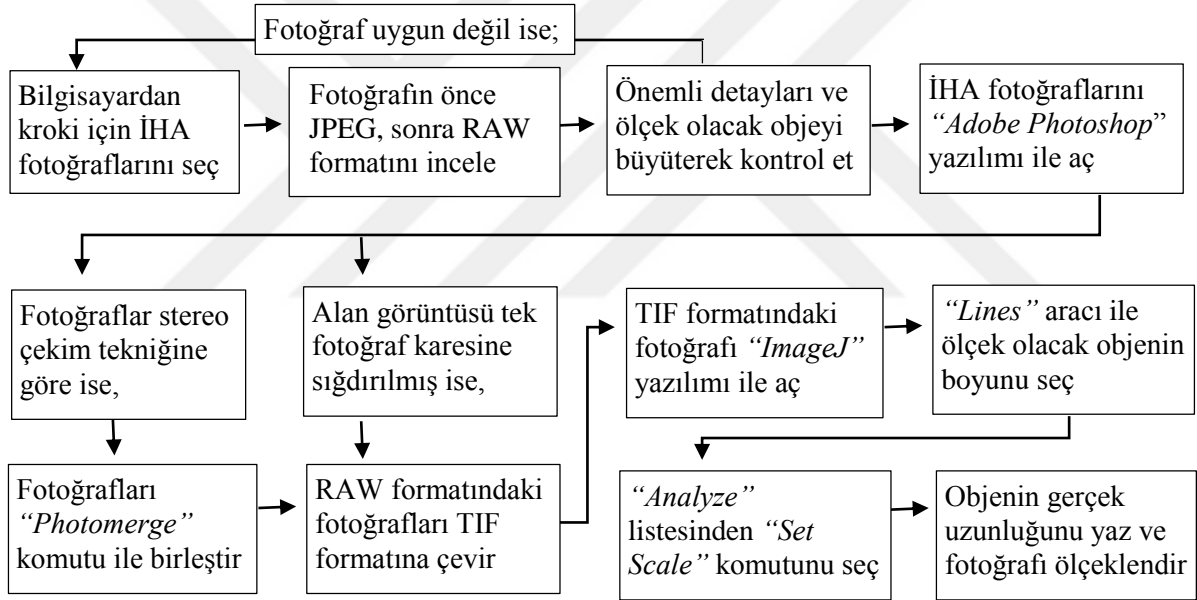 Fotoğraf uygun değil ise;
Bilgisayardan
kroki için İHA
fotoğraflarını seç
Fotoğrafın önce
JPEG, sonra RAW
formatını incele
Önemli detayları ve
ölçek olacak objeyi
büyüterek kontrol et
İHA fotoğraflarını
“Adobe Photoshop”
yazılımı ile aç
Fotoğraflar stereo
çekim tekniğine
göre ise,
Alan görüntüsü tek
fotoğraf karesine
sığdırılmış ise,
TIF formatındaki
fotoğrafı “ImageJ”
yazılımı ile aç
“Lines” aracı ile
ölçek olacak objenin
boyunu seç
Fotoğrafları
“Photomerge”
komutu ile birleştir
RAW formatındaki
fotoğrafları TIF
formatına çevir
“Analyze”
listesinden “Set
Scale” komutunu seç
Objenin gerçek
uzunluğunu yaz ve
fotoğrafı ölçeklendir